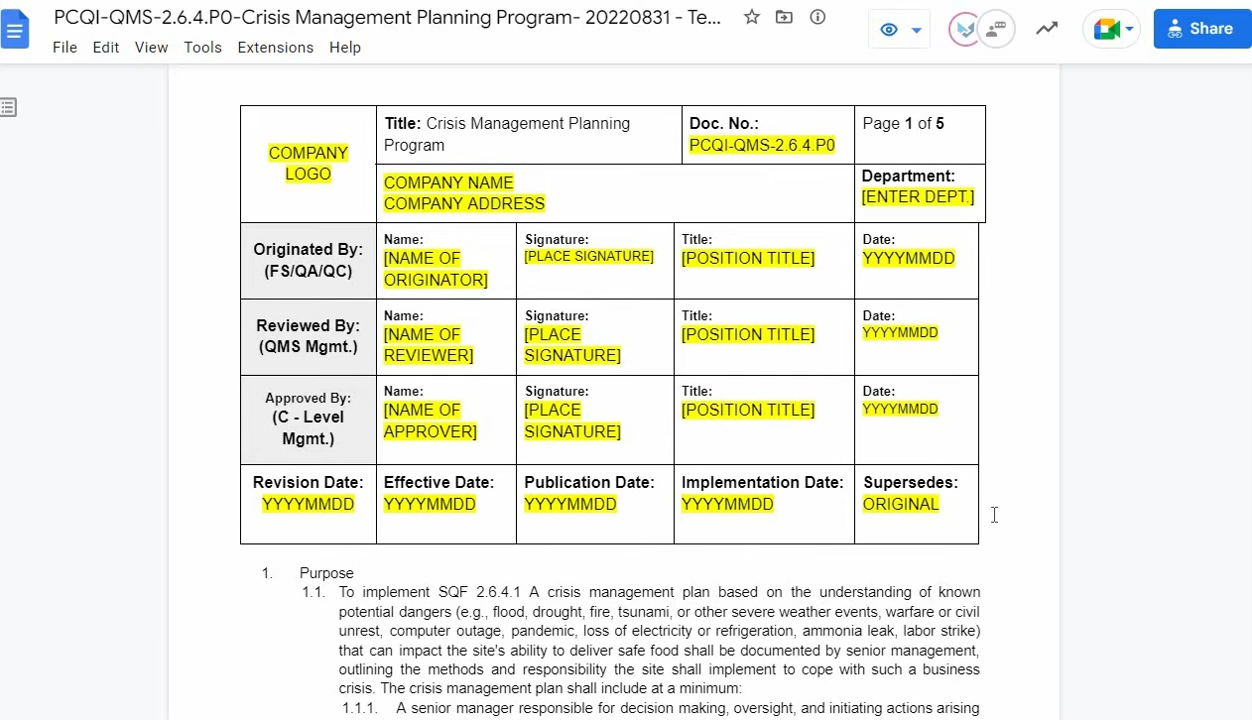 PCQI-QMS-2.6.4.P0-Crisis Management Planning Program- 20220831 - Te...
File Edit View Tools Extensions Help
Share
COMPANY
LOGO
Title: Crisis Management Planning
Program
Doc. No.:
PCQI-QMS-2.6.4.P0
Page 1 of 5
COMPANY NAME
COMPANY ADDRESS
Department:
[ENTER DEPT.]
Originated By:
(FS/QA/QC)
Name:
[NAME OF
ORIGINATOR]
Signature:
[PLACE SIGNATURE]
Title:
[POSITION TITLE]
Date:
YYYYMMDD
Reviewed By:
(QMS Mgmt.)
Name:
[NAME OF
REVIEWER]
Signature:
[PLACE
SIGNATURE]
Title:
[POSITION TITLE]
Date:
YYYYMMDD
Approved By:
(C - Level
Mgmt.)
Name:
[NAME OF
APPROVER]
Signature:
[PLACE
SIGNATURE]
Title:
[POSITION TITLE]
Date:
YYYYMMDD
Revision Date:
YYYYMMDD
Effective Date:
YYYYMMDD
Publication Date:
YYYYMMDD
Implementation Date:
YYYYMMDD
Supersedes:
ORIGINAL
1. Purpose
1.1. To implement SQF 2.6.4.1 A crisis management plan based on the understanding of known
potential dangers (e.g., flood, drought, fire, tsunami, or other severe weather events, warfare or civil
unrest, computer outage, pandemic, loss of electricity or refrigeration, ammonia leak, labor strike)
that can impact the site's ability to deliver safe food shall be documented by senior management,
outlining the methods and responsibility the site shall implement to cope with such a business
crisis. The crisis management plan shall include at a minimum:
1.1.1. A senior manager responsible for decision making, oversight, and initiating actions arising